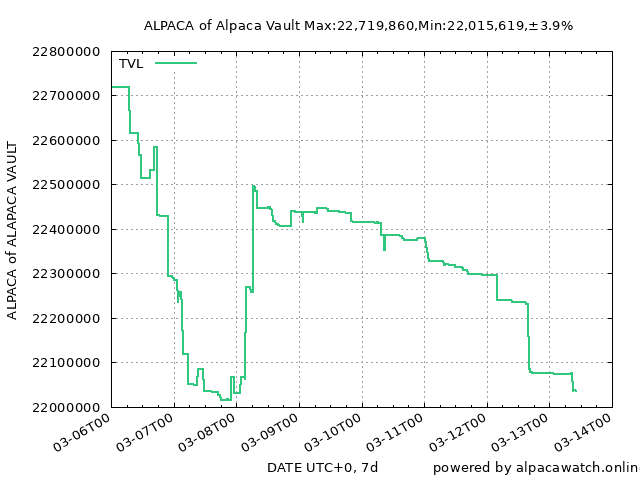 ALPACA of Alpaca Vault Max:22,719,860,Min:22,015,619,±3.9%
TVL
22800000
22700000
22600000
22500000
22400000
22300000
22200000
22100000
22000000
ALPACA of ALAPACA VAULT
03-06T00
03-07T00
03-08T00
03-09T00
03-10T00
03-11T00
03-12T00
03-13T00
03-14T00
DATE UTC+0, 7d
powered by alpacawatch.online